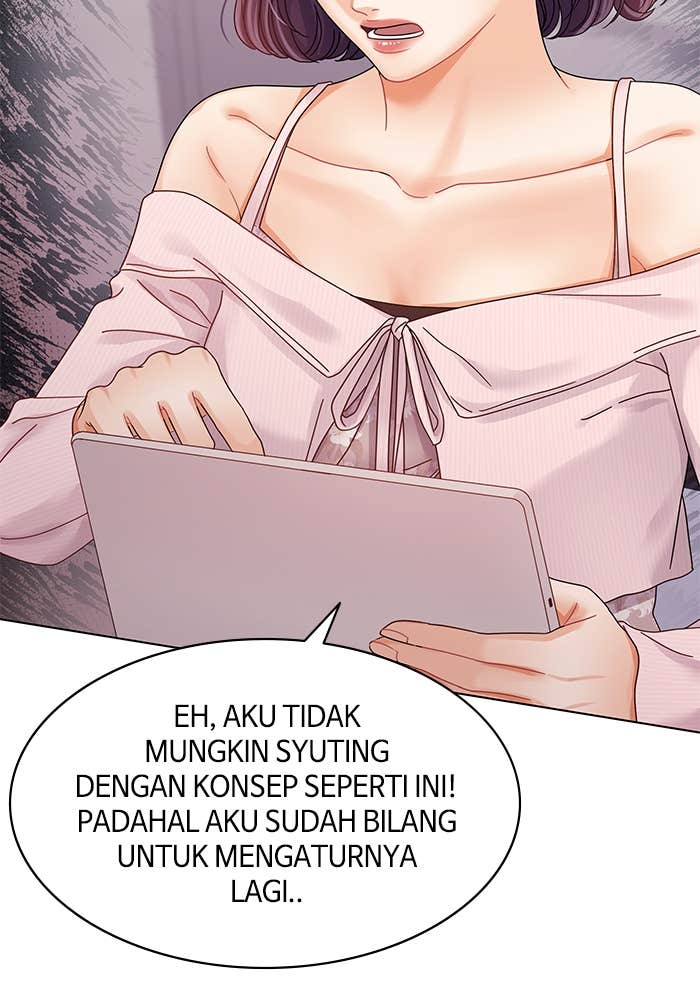 EH, AKU TIDAK
MUNGKIN SYUTING
DENGAN KONSEP SEPERTI INI!
PADAHAL AKU SUDAH BILANG
UNTUK MENGATURNYA
LAGI..